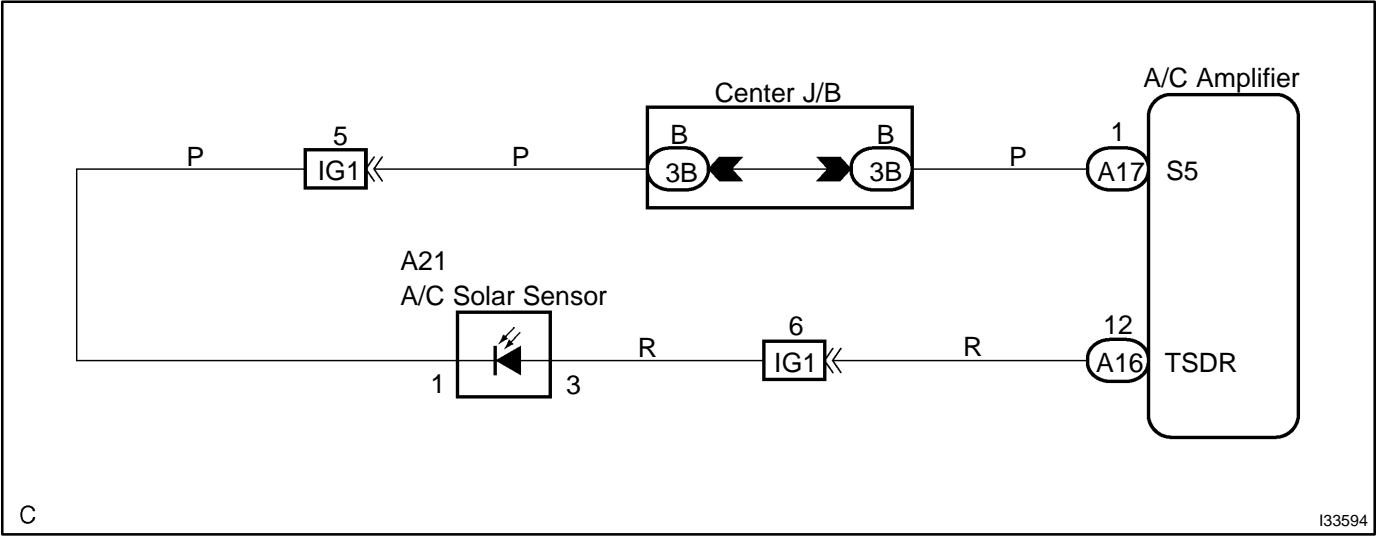 A/C Amplifier
Center J/B
5
B
B
1
P
IG1
P
3B
3B
P
A17
S5
A21
A/C Solar Sensor
6
12
R
IG1
R
A16
TSDR
1
3
C
I33594